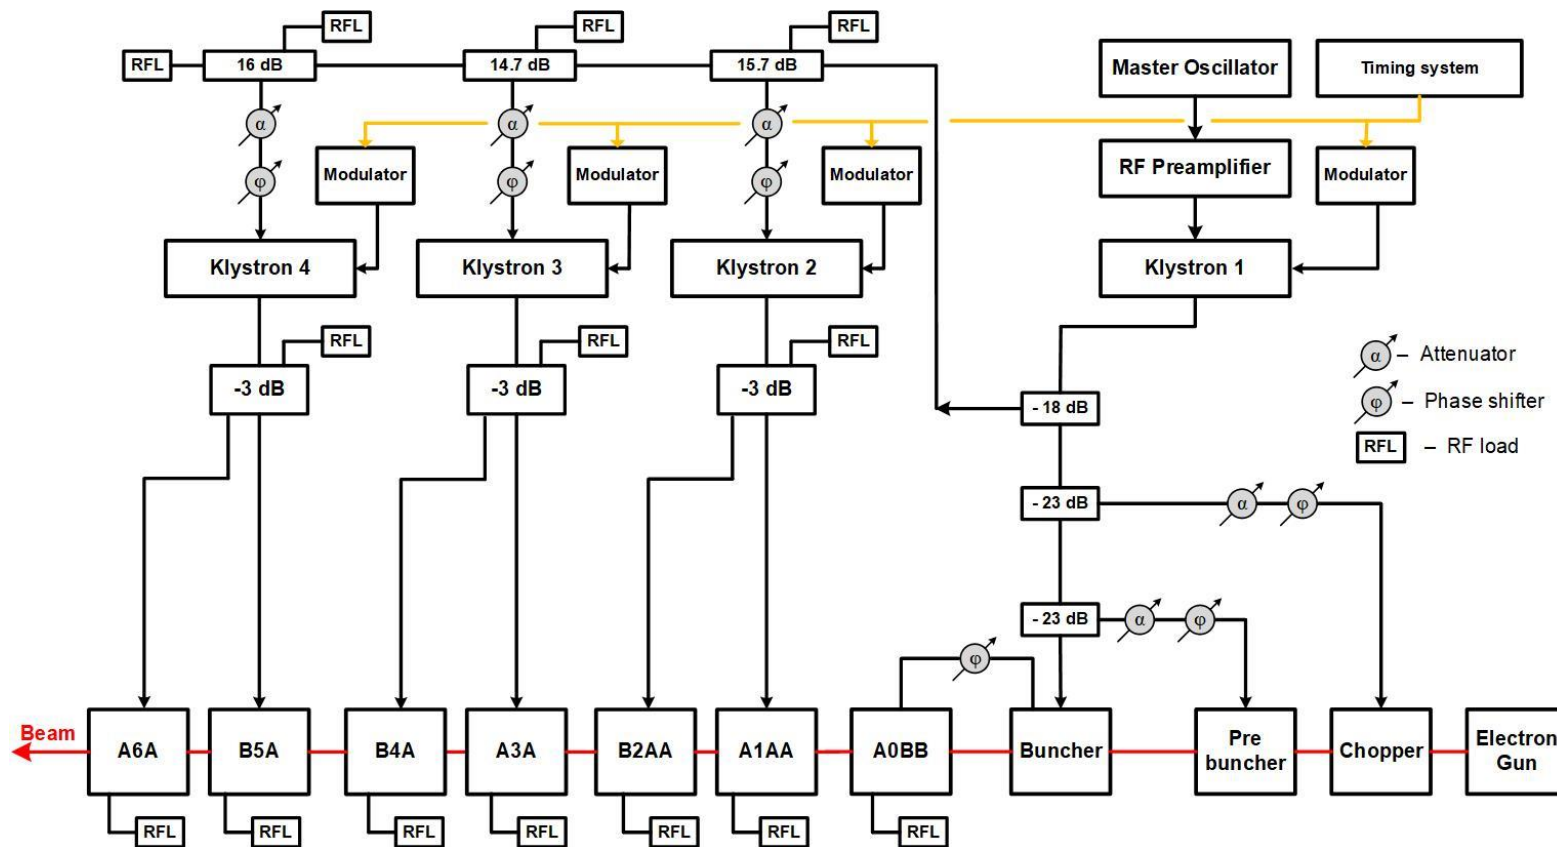 RFL
RFL
RFL
RFL
16 dB
14.7 dB
15.7 dB
Master Oscillator
Timing system
α
α
α
Modulator
Modulator
Modulator
RF Preamplifier
Modulator
φ
φ
φ
Klystron 4
Klystron 3
Klystron 2
Klystron 1
RFL
RFL
RFL
α – Attenuator
-3 dB
-3 dB
-3 dB
- 18 dB
φ – Phase shifter
RFL – RF load
- 23 dB
α
φ
- 23 dB
α
φ
φ
Beam
A6A
B5A
B4A
A3A
B2AA
A1AA
A0BB
Buncher
Pre
buncher
Chopper
Electron
Gun
RFL
RFL
RFL
RFL
RFL
RFL
RFL